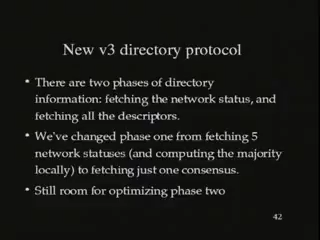 New v3 directory protocol
• There are two phases of directory
information: fetching the network status, and
fetching all the descriptors.
• We've changed phase one from fetching 5
network statuses (and computing the majority
locally) to fetching just one consensus.
• Still room for optimizing phase two
42